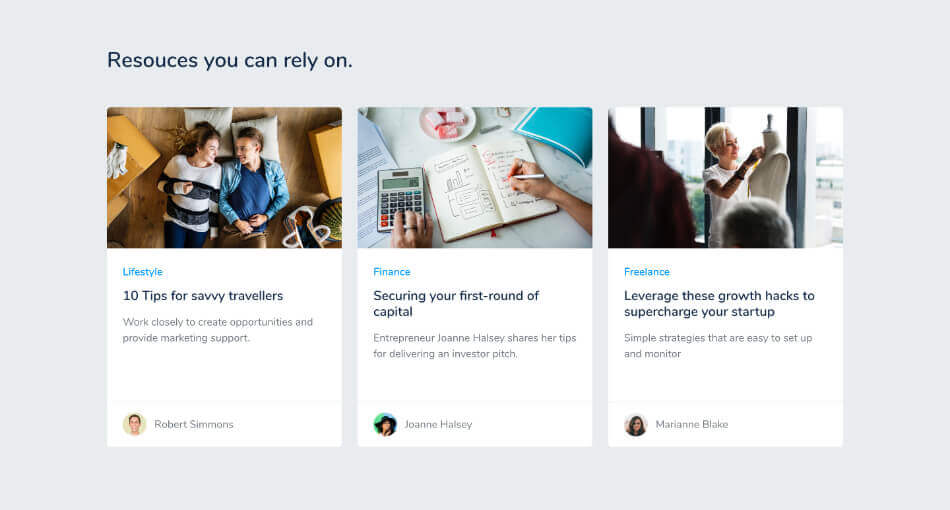 Resouces you can rely on.
Lifestyle
10 Tips for savvy travellers
Work closely to create opportunities and
provide marketing support.
Robert Simmons
Finance
Securing your first-round of
capital
Entrepreneur Joanne Halsey shares her tips
for delivering an investor pitch.
Joanne Halsey
Freelance
Leverage these growth hacks to
supercharge your startup
Simple strategies that are easy to set up
and monitor
Marianne Blake